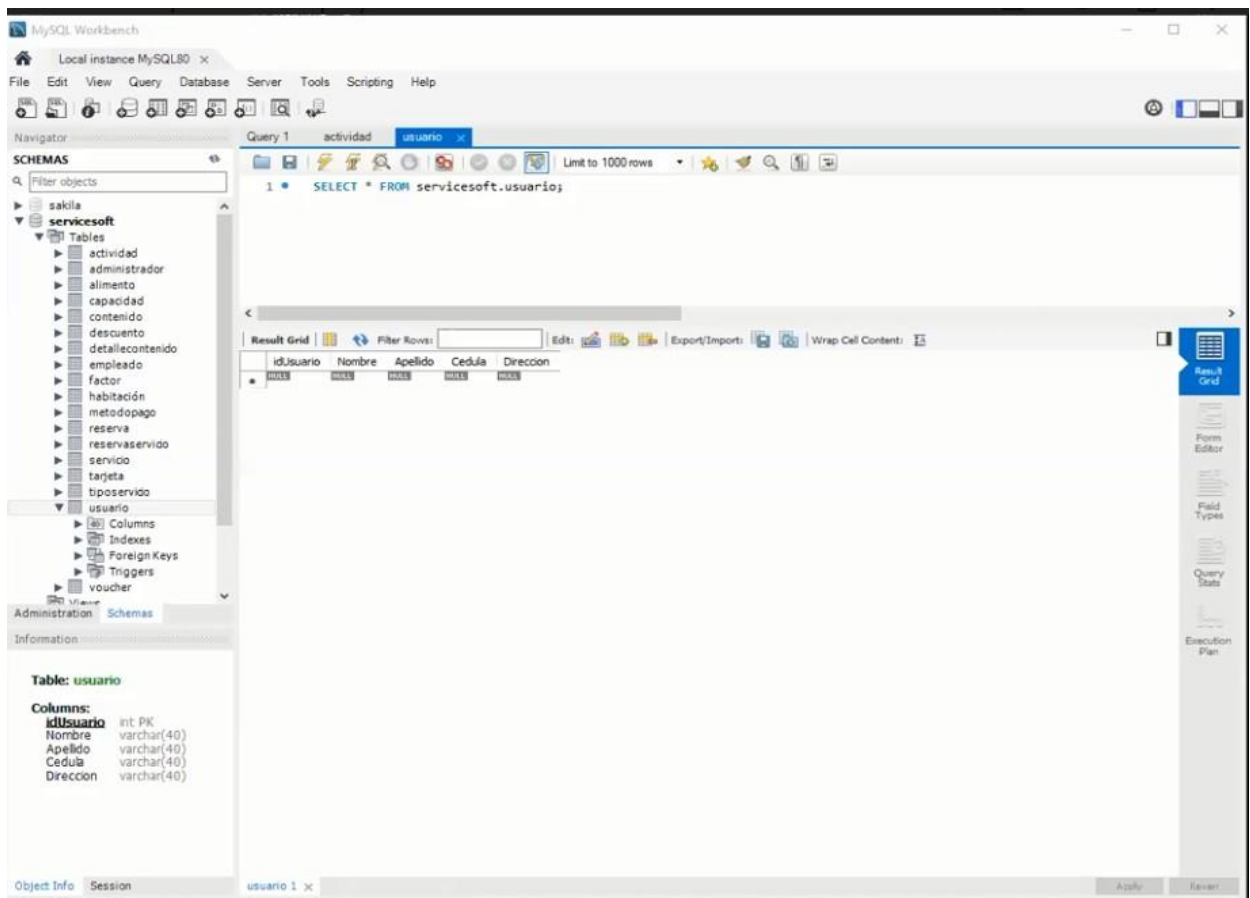 MySQL Workbench
Local instance MySQL80
File Edit View Query Database Server Tools Scripting Help
Navigator
SCHEMAS
Filter objects
sakila
servicesoft
Tables
actividad
administrador
alimento
capacidad
contenido
descuento
detallecontenido
empleado
factor
habitación
metodopago
reserva
reservaservicio
servicio
tarjeta
tiposervicio
usuario
Columns
Indexes
Foreign Keys
Triggers
voucher
Views
Administration Schemas
Information
Table: usuario
Columns:
idUsuario int PK
Nombre varchar(40)
Apellido varchar(40)
Cedula varchar(40)
Direccion varchar(40)
Object Info Session
Query 1 actividad usuario
Limit to 1000 rows
1 SELECT * FROM servicesoft.usuario;
Result Grid Filter Rows: Edit: Export/Import: Wrap Cell Content:
idUsuario Nombre Apellido Cedula Direccion
NULL NULL NULL NULL NULL
Result
Grid
Form
Editor
Field
Types
Query
Stats
Execution
Plan
usuario 1
Apply Revert